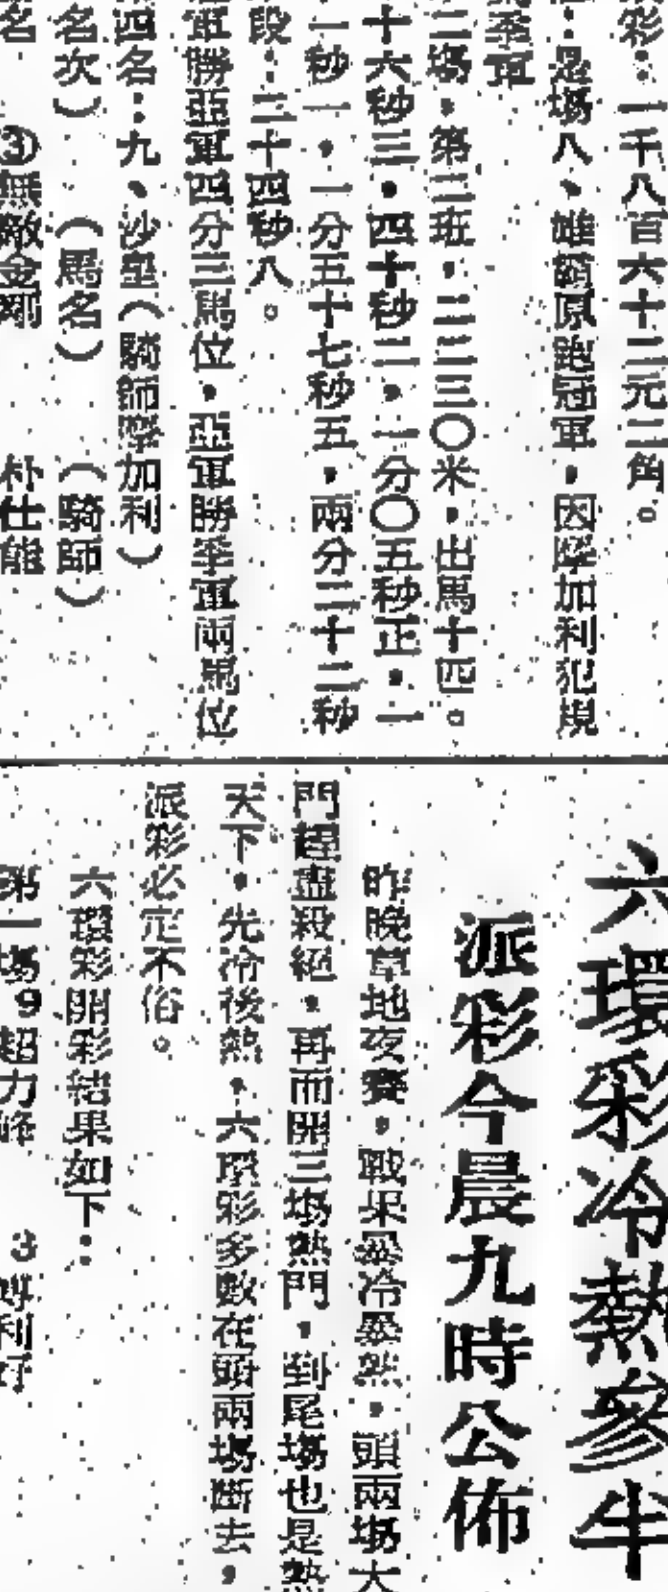 彩：一千八百六十二元二角。
：是場八、雄霸原跑冠軍，因摩加利犯規
季軍
二場，第二班，二二三〇米，出馬十四。
十六秒三，四十秒二，一分〇五秒正，一
一秒一，一分五十七秒五，兩分二十二秒
段：二十四秒八。
軍勝亞軍四分三馬位，亞軍勝季軍兩馬位
四名：九、沙皇（騎師摩加利）
名次）（馬名）（騎師）
名 ③無敵金剛 朴仕能
六環彩冷熱參半
派彩今晨九時公佈
昨晚草地夜賽，戰果暴冷暴熱，頭兩場大
門趕盡殺絕，再而開三場熱門，到尾場也是熱
天下，先冷後熱，六環彩多數在頭兩場斷去，
派彩必定不俗。
六環彩開彩結果如下：
第一場9超力 3 利好